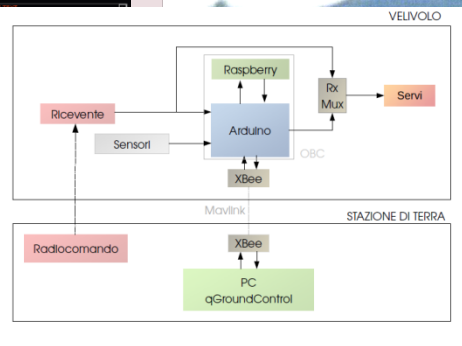 VELIVOLO
Raspberry
Rx
Mux
Servi
Ricevente
Arduino
Sensori
OBC
XBee
Mavlink
STAZIONE DI TERRA
XBee
Radiocomando
PC
qGroundControl